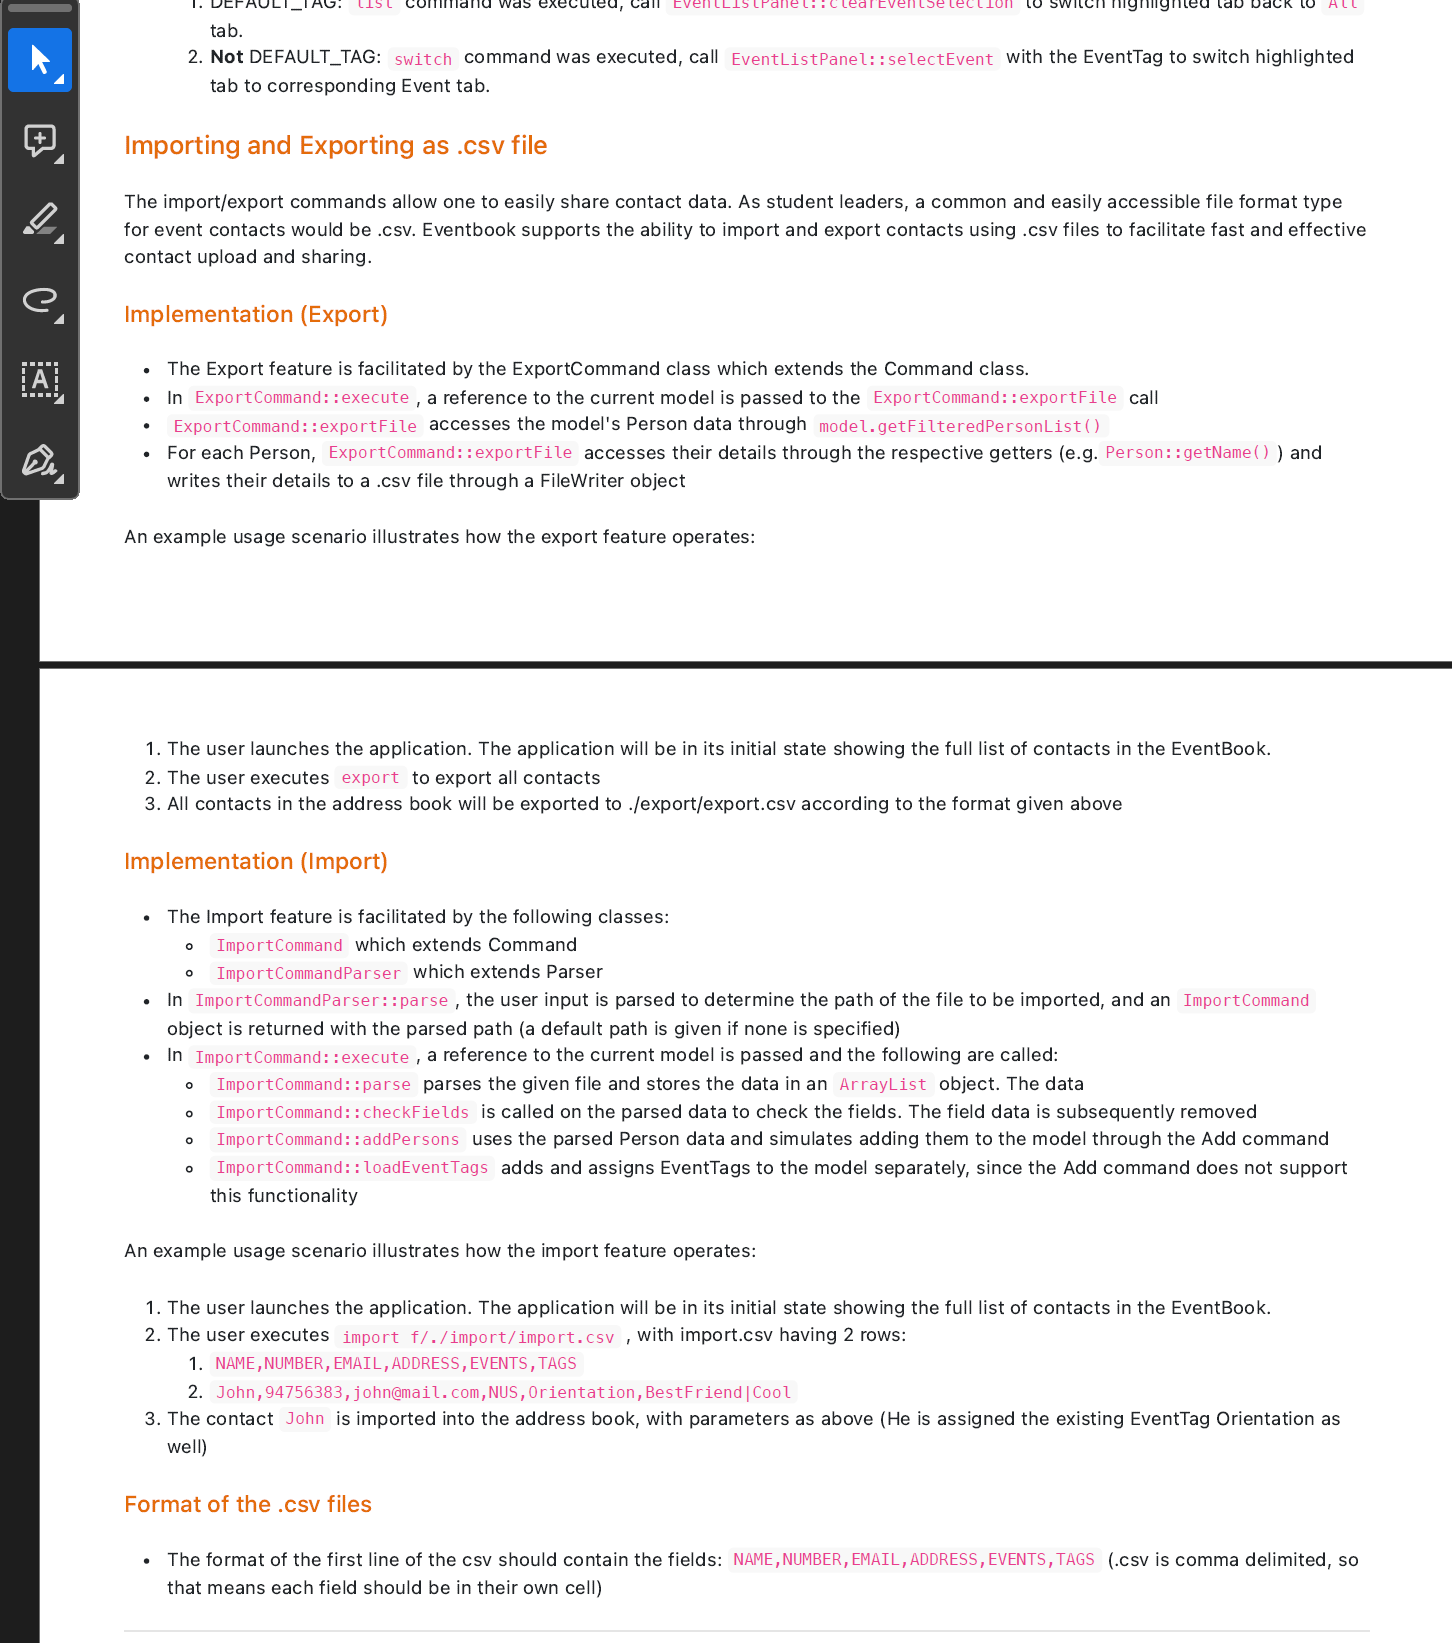 1. DEFAULT_TAG: list command was executed, call EventListPanel::clearEventSelection to switch highlighted tab back to All
tab.
2. Not DEFAULT_TAG: switch command was executed, call EventListPanel::selectEvent with the EventTag to switch highlighted
tab to corresponding Event tab.
Importing and Exporting as .csv file
The import/export commands allow one to easily share contact data. As student leaders, a common and easily accessible file format type
for event contacts would be .csv. Eventbook supports the ability to import and export contacts using .csv files to facilitate fast and effective
contact upload and sharing.
Implementation (Export)
• The Export feature is facilitated by the ExportCommand class which extends the Command class.
• In ExportCommand::execute , a reference to the current model is passed to the ExportCommand::exportFile call
• ExportCommand::exportFile accesses the model's Person data through model.getFilteredPersonList()
• For each Person, ExportCommand::exportFile accesses their details through the respective getters (e.g. Person::getName() ) and
writes their details to a .csv file through a FileWriter object
An example usage scenario illustrates how the export feature operates:
1. The user launches the application. The application will be in its initial state showing the full list of contacts in the EventBook.
2. The user executes export to export all contacts
3. All contacts in the address book will be exported to ./export/export.csv according to the format given above
Implementation (Import)
• The Import feature is facilitated by the following classes:
◦ ImportCommand which extends Command
◦ ImportCommandParser which extends Parser
• In ImportCommandParser::parse , the user input is parsed to determine the path of the file to be imported, and an ImportCommand
object is returned with the parsed path (a default path is given if none is specified)
• In ImportCommand::execute , a reference to the current model is passed and the following are called:
◦ ImportCommand::parse parses the given file and stores the data in an ArrayList object. The data
◦ ImportCommand::checkFields is called on the parsed data to check the fields. The field data is subsequently removed
◦ ImportCommand::addPersons uses the parsed Person data and simulates adding them to the model through the Add command
◦ ImportCommand::loadEventTags adds and assigns EventTags to the model separately, since the Add command does not support
this functionality
An example usage scenario illustrates how the import feature operates:
1. The user launches the application. The application will be in its initial state showing the full list of contacts in the EventBook.
2. The user executes import f/./import/import.csv , with import.csv having 2 rows:
1. NAME,NUMBER,EMAIL,ADDRESS,EVENTS,TAGS
2. John,94756383,john@mail.com,NUS,Orientation,BestFriend|Cool
3. The contact John is imported into the address book, with parameters as above (He is assigned the existing EventTag Orientation as
well)
Format of the .csv files
• The format of the first line of the csv should contain the fields: NAME,NUMBER,EMAIL,ADDRESS,EVENTS,TAGS (.csv is comma delimited, so
that means each field should be in their own cell)